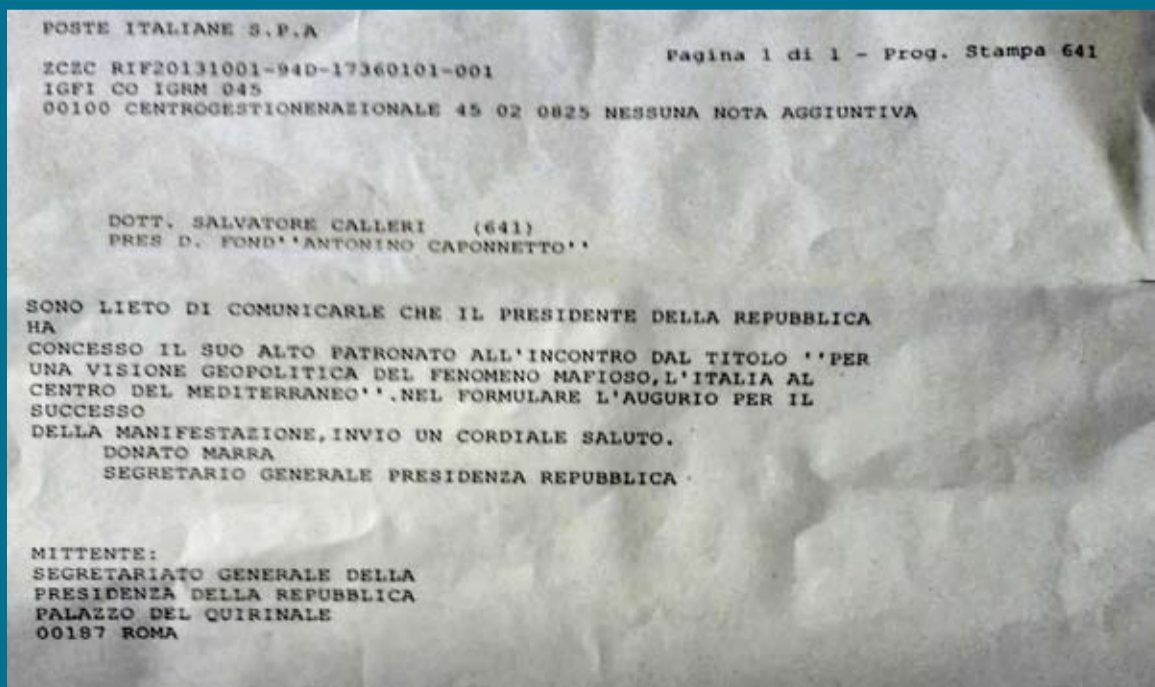 POSTE ITALIANE S.P.A
Pagina 1 di 1 - Prog. Stampa 641
ZCZC RIF20131001-94D-17360101-001
IGFI CO IGRM 045
00100 CENTROGESTIONENAZIONALE 45 02 0825 NESSUNA NOTA AGGIUNTIVA
DOTT. SALVATORE CALLERI (641)
PRES D. FOND''ANTONINO CAPONNETTO''
SONO LIETO DI COMUNICARLE CHE IL PRESIDENTE DELLA REPUBBLICA
HA
CONCESSO IL SUO ALTO PATRONATO ALL'INCONTRO DAL TITOLO ''PER
UNA VISIONE GEOPOLITICA DEL FENOMENO MAFIOSO,L'ITALIA AL
CENTRO DEL MEDITERRANEO''.NEL FORMULARE L'AUGURIO PER IL
SUCCESSO
DELLA MANIFESTAZIONE,INVIO UN CORDIALE SALUTO.
DONATO MARRA
SEGRETARIO GENERALE PRESIDENZA REPUBBLICA
MITTENTE:
SEGRETARIATO GENERALE DELLA
PRESIDENZA DELLA REPUBBLICA
PALAZZO DEL QUIRINALE
00187 ROMA